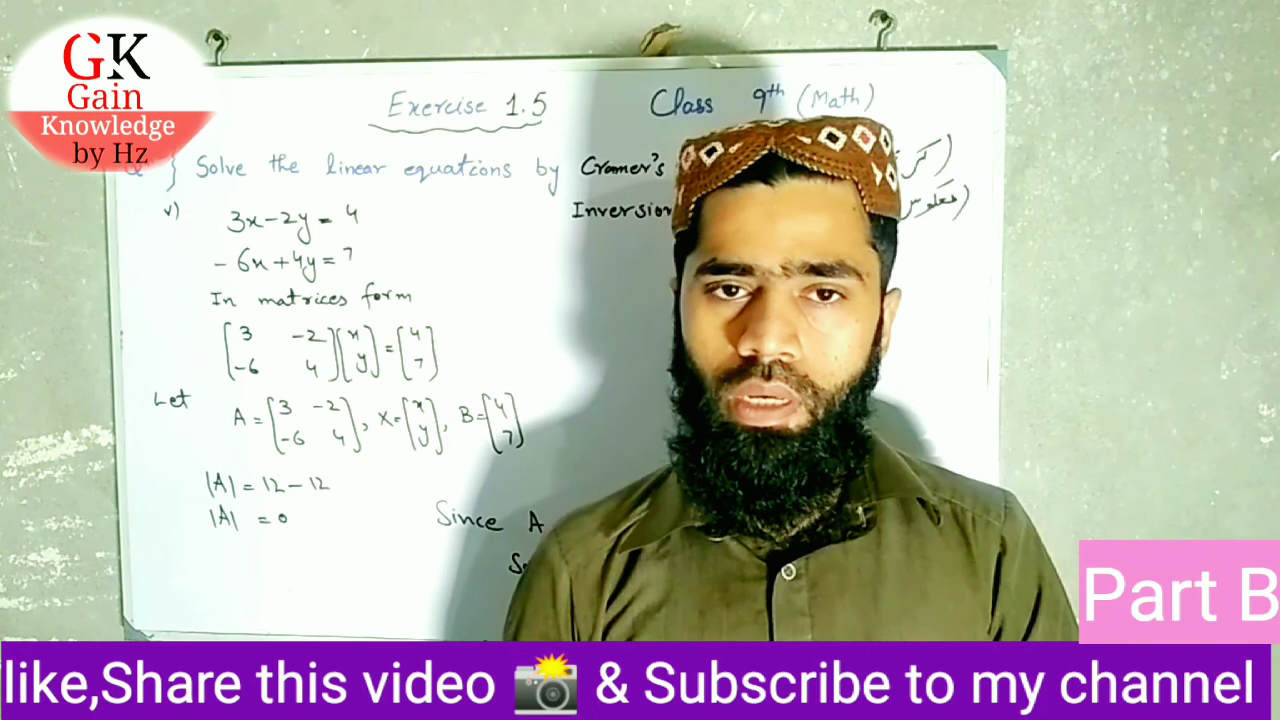 GK
Gain
Knowledge
by Hz
Exercise 1.5 Class 9th (Math)
} Solve the linear equations by Cramer's
v) 3x-2y = 4 Inversion
-6x+4y=7
In matrices form
[3 -2 -6 4][x y]=[4 7]
Let A=[3 -2 -6 4], X=[x y], B=[4 7]
|A| = 12-12
|A| = 0 Since A
Part B
like,Share this video 📸 & Subscribe to my channel